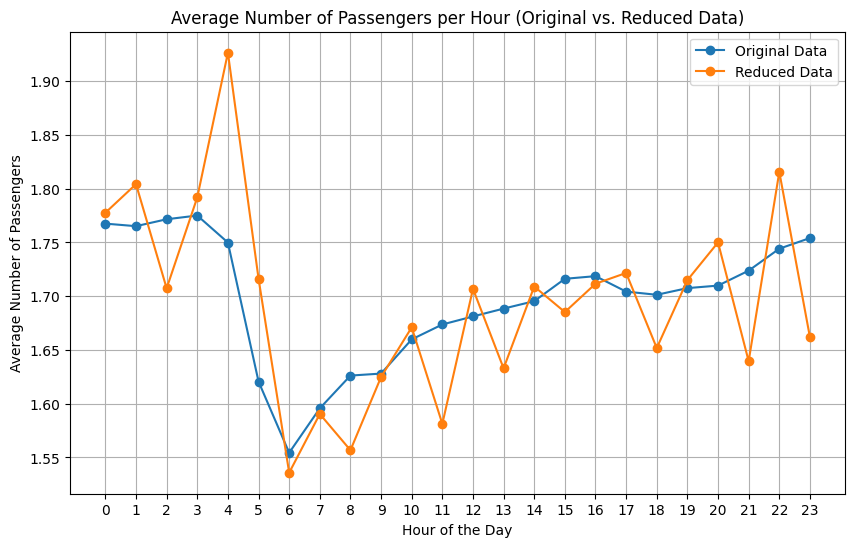 Average Number of Passengers per Hour (Original vs. Reduced Data)
Original Data
Reduced Data
Average Number of Passengers
1.90
1.85
1.80
1.75
1.70
1.65
1.60
1.55
0 1 2 3 4 5 6 7 8 9 10 11 12 13 14 15 16 17 18 19 20 21 22 23
Hour of the Day